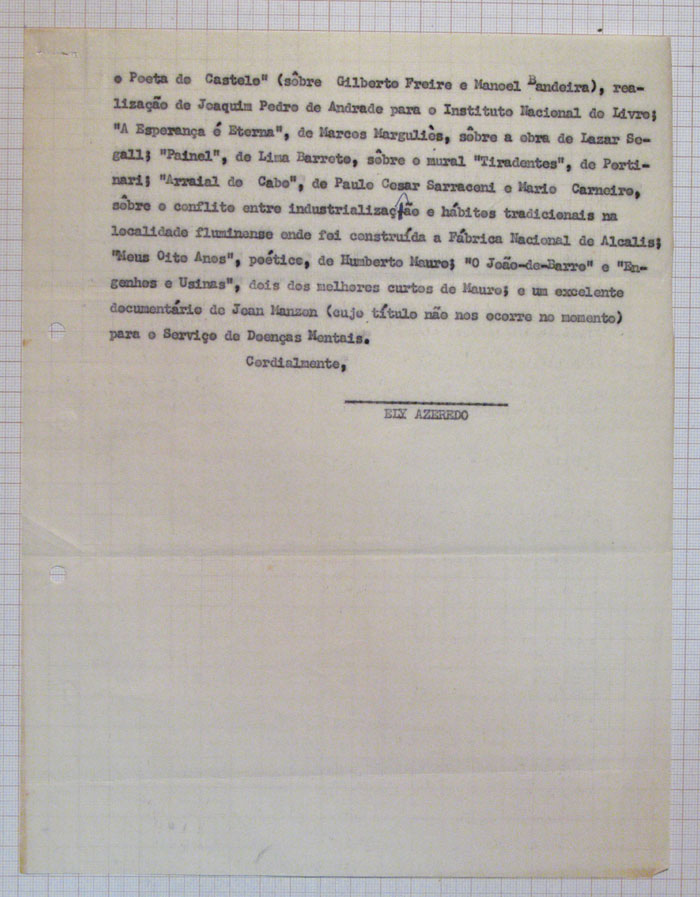 o Poeta do Castelo" (sôbre Gilberto Freire e Manoel Bandeira), rea-
lização de Joaquim Pedro de Andrade para o Instituto Nacional do Livro;
"A Esperança é Eterna", de Marcos Marguliès, sôbre a obra de Lazar Se-
gall; "Painel", de Lima Barreto, sôbre o mural "Tiradentes", de Porti-
nari; "Arraial do Cabo", de Paulo Cesar Sarraceni e Mario Carneiro,
sôbre o conflito entre industrialização e hábitos tradicionais na
localidade fluminense onde foi construída a Fábrica Nacional de Alcalis;
"Meus Oito Anos", poético, de Humberto Mauro; "O João-de-Barro" e "En-
genhos e Usinas", dois dos melhores curtos de Mauro; e um excelente
documentário de Jean Manzon (cujo título não nos ocorre no momento)
para o Serviço de Doenças Mentais.
Cordialmente,
ELY AZEREDO